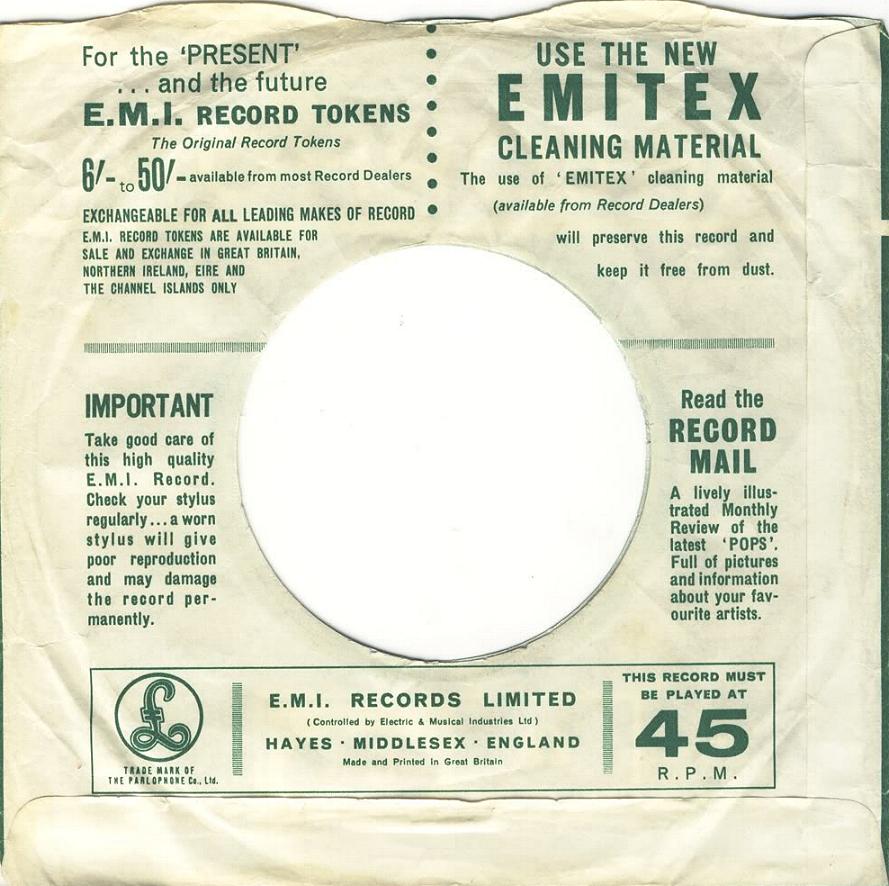 For the 'PRESENT'
... and the future
E.M.I. RECORD TOKENS
The Original Record Tokens
6/- to 50/- available from most Record Dealers
EXCHANGEABLE FOR ALL LEADING MAKES OF RECORD
E.M.I. RECORD TOKENS ARE AVAILABLE FOR
SALE AND EXCHANGE IN GREAT BRITAIN,
NORTHERN IRELAND, EIRE AND
THE CHANNEL ISLANDS ONLY
USE THE NEW
EMITEX
CLEANING MATERIAL
The use of 'EMITEX' cleaning material
(available from Record Dealers)
will preserve this record and
keep it free from dust.
IMPORTANT
Take good care of
this high quality
E.M.I. Record.
Check your stylus
regularly...a worn
stylus will give
poor reproduction
and may damage
the record per-
manently.
Read the
RECORD
MAIL
A lively illus-
trated Monthly
Review of the
latest 'POPS'.
Full of pictures
and information
about your fav-
ourite artists.
£
TRADE MARK OF
THE PARLOPHONE Co., Ltd.
E.M.I. RECORDS LIMITED
(Controlled by Electric & Musical Industries Ltd)
HAYES · MIDDLESEX · ENGLAND
Made and Printed in Great Britain
THIS RECORD MUST
BE PLAYED AT
45
R.P.M.